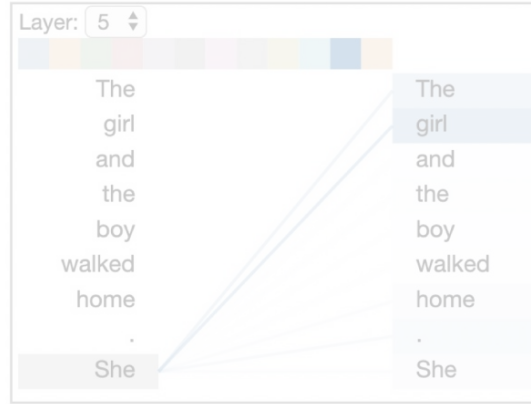 Layer: 5
The The
girl girl
and and
the the
boy boy
walked walked
home home
. .
She She